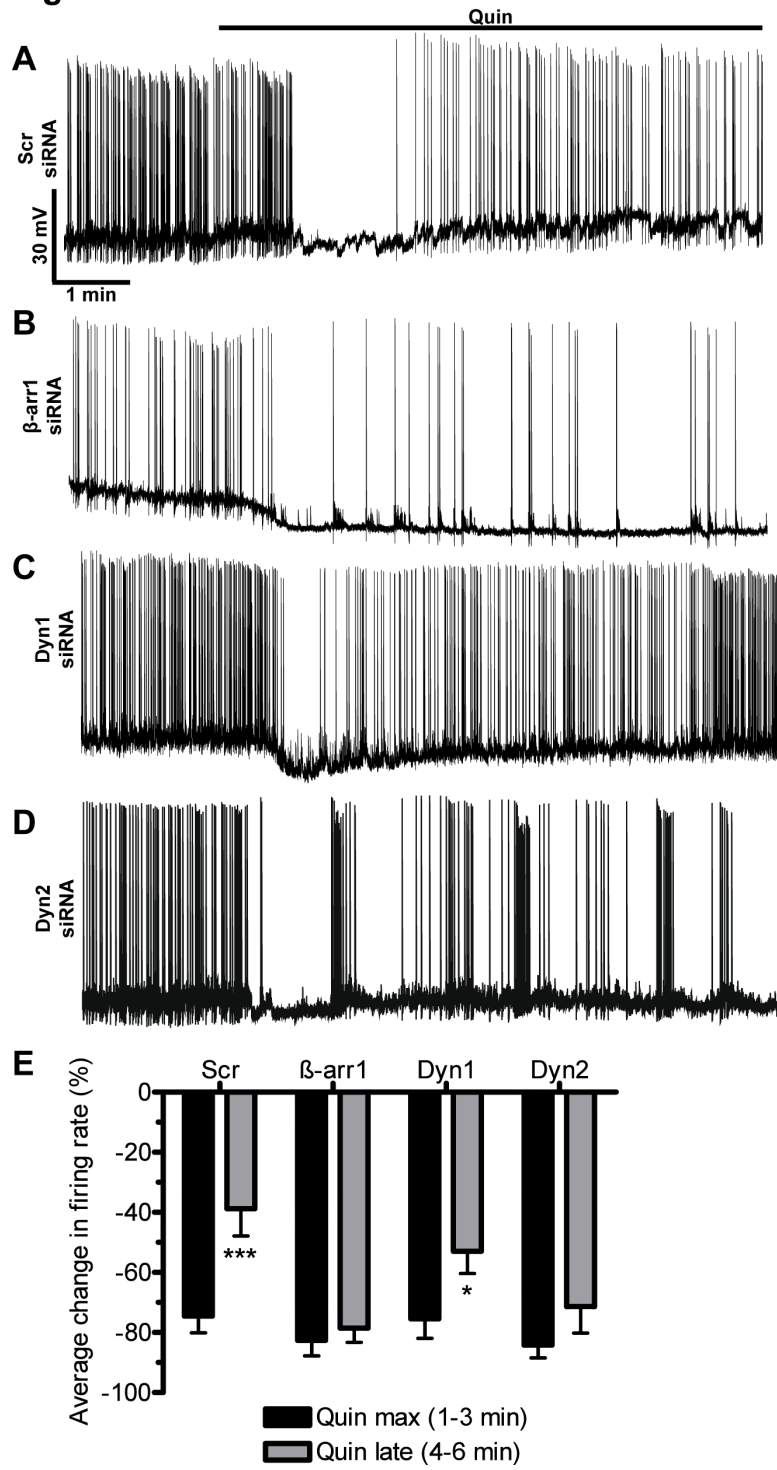 Quin
A
Scr
siRNA
30 mV
1 min
B
β-arr1
siRNA
C
Dyn1
siRNA
D
Dyn2
siRNA
E
Scr ß-arr1 Dyn1 Dyn2
Average change in firing rate (%)
0
-20
-40
-60
-80
-100
***
*
Quin max (1-3 min)
Quin late (4-6 min)